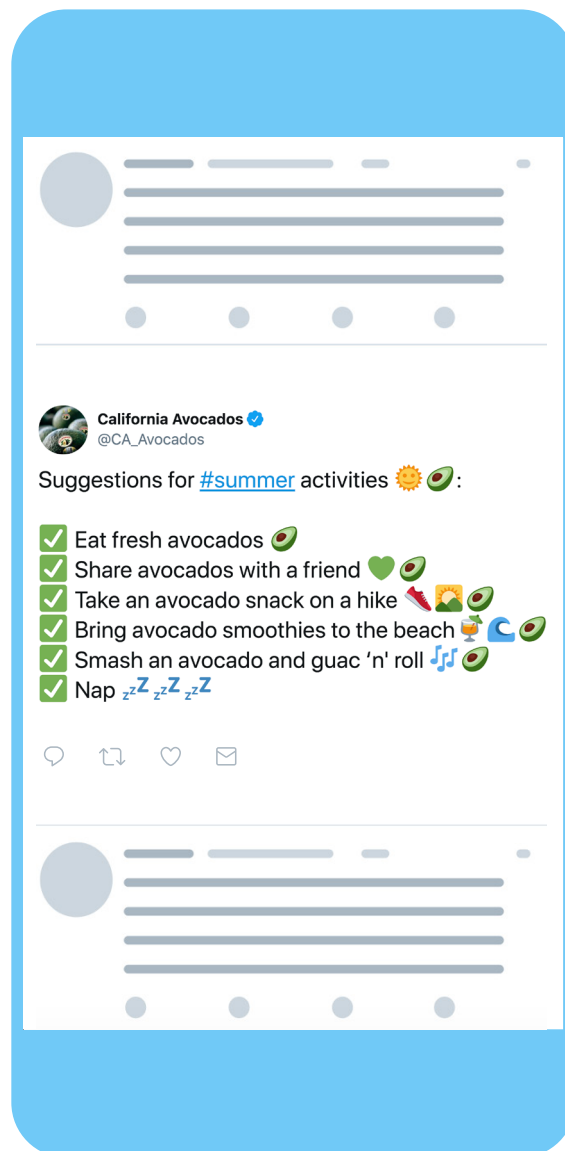 California Avocados
@CA_Avocados
Suggestions for #summer activities 🌞🥑:
✅ Eat fresh avocados 🥑
✅ Share avocados with a friend 💚🥑
✅ Take an avocado snack on a hike 👟🌄🥑
✅ Bring avocado smoothies to the beach🍹🌊🥑
✅ Smash an avocado and guac ‘n' roll 🎶🥑
✅ Nap 💤💤💤